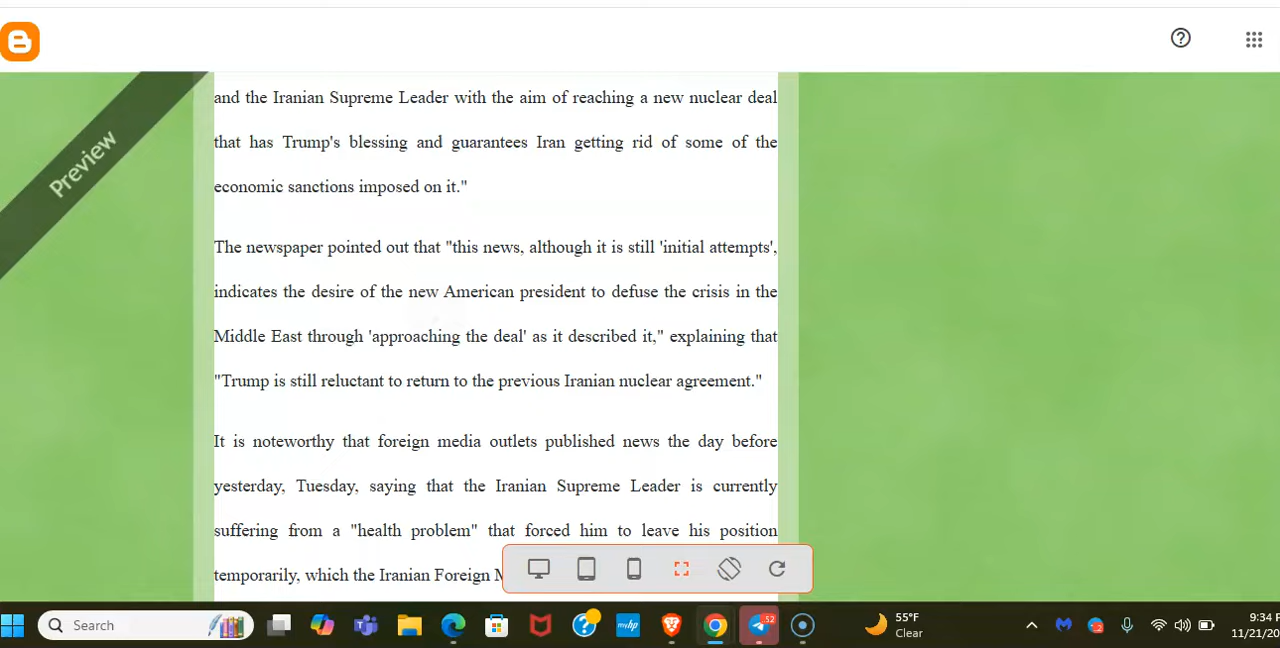 and the Iranian Supreme Leader with the aim of reaching a new nuclear deal
that has Trump's blessing and guarantees Iran getting rid of some of the
economic sanctions imposed on it."
Preview
The newspaper pointed out that "this news, although it is still 'initial attempts',
indicates the desire of the new American president to defuse the crisis in the
Middle East through 'approaching the deal' as it described it," explaining that
"Trump is still reluctant to return to the previous Iranian nuclear agreement."
It is noteworthy that foreign media outlets published news the day before
yesterday, Tuesday, saying that the Iranian Supreme Leader is currently
suffering from a "health problem" that forced him to leave his position
temporarily, which the Iranian Foreign
Search
myhp
52
55°F
Clear
9:34
11/21/20